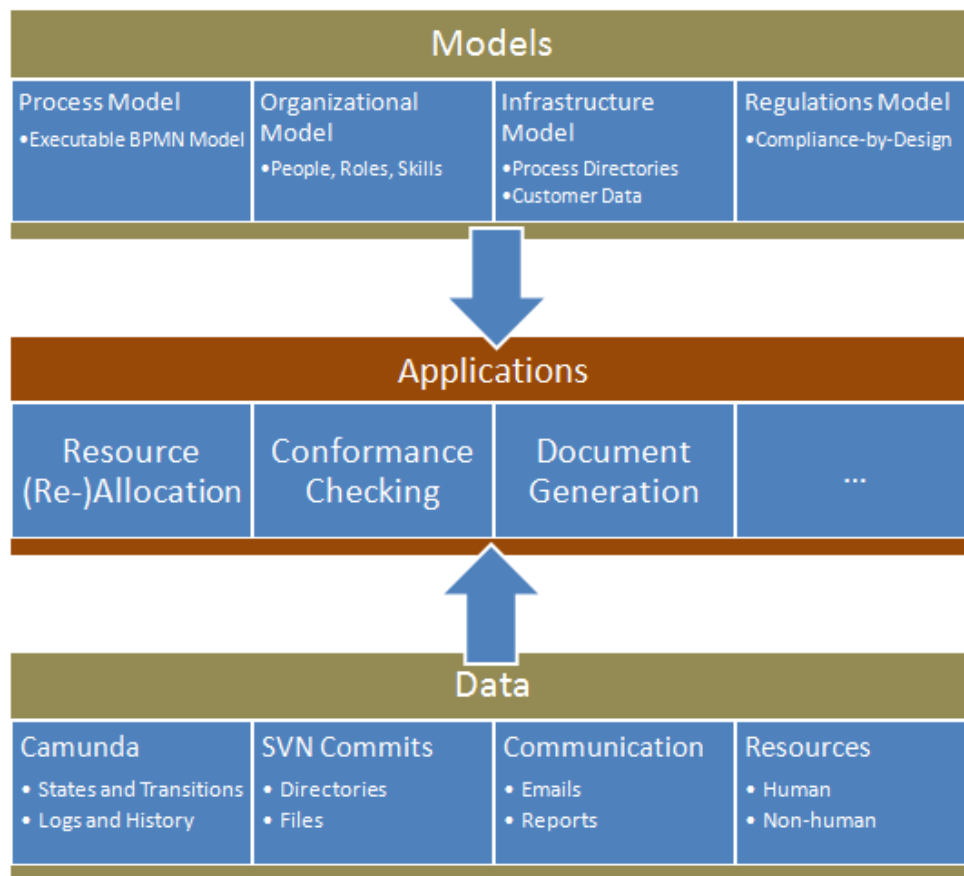 Models
Process Model
•Executable BPMN Model
Organizational
Model
•People, Roles, Skills
Infrastructure
Model
•Process Directories
•Customer Data
Regulations Model
•Compliance-by-Design
Applications
Resource
(Re-)Allocation
Conformance
Checking
Document
Generation
...
Data
Camunda
• States and Transitions
• Logs and History
SVN Commits
• Directories
• Files
Communication
• Emails
• Reports
Resources
• Human
• Non-human